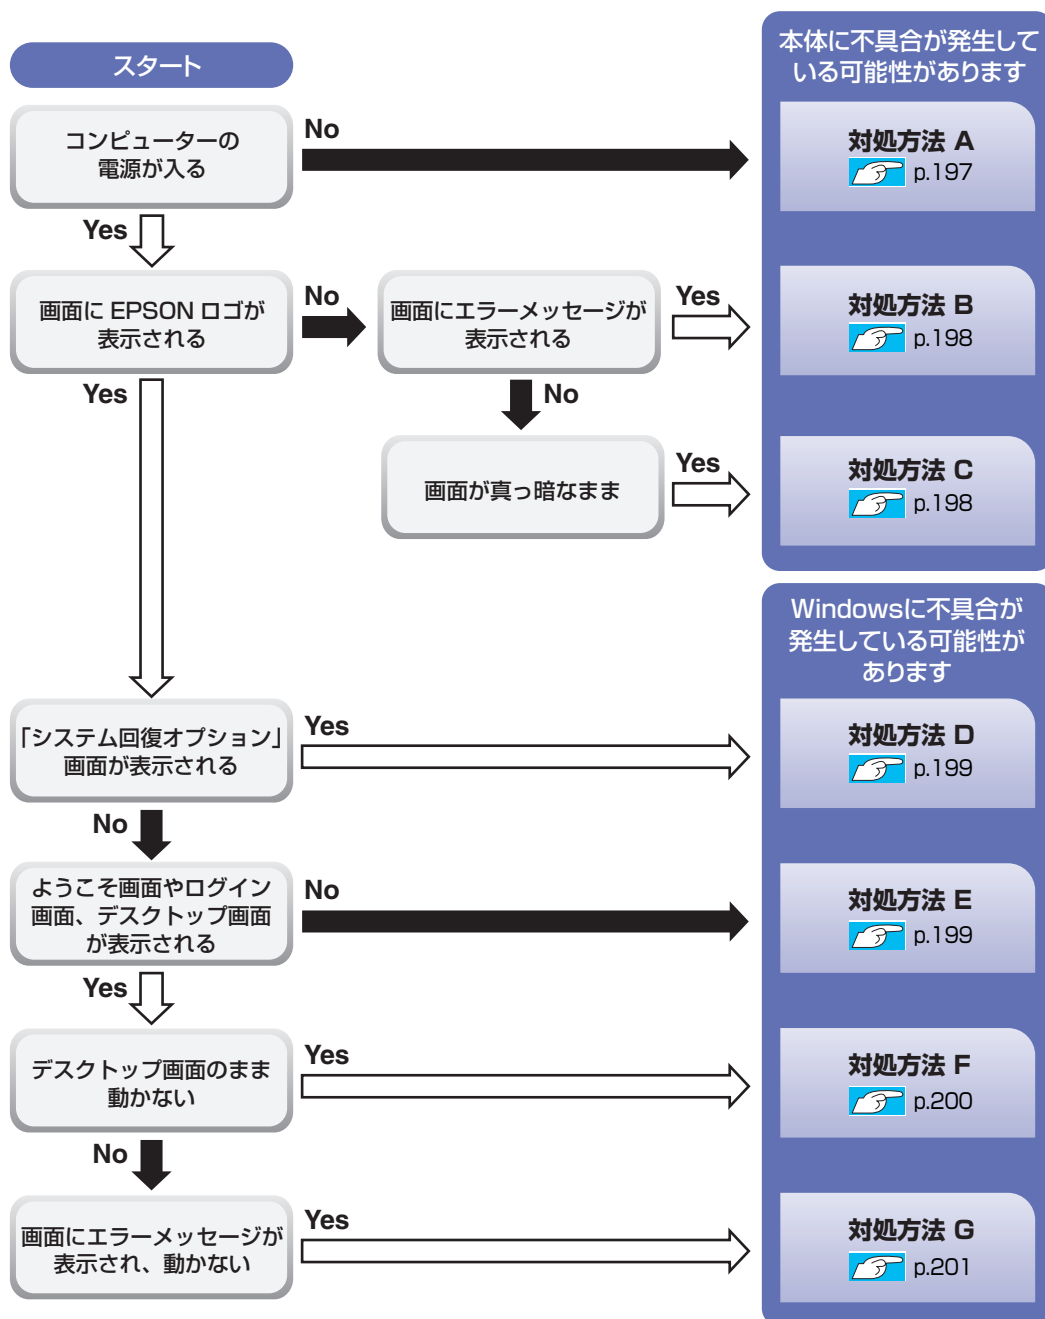 スタート
コンピューターの
電源が入る
No
Yes
画面に EPSON ロゴが
表示される
No
画面にエラーメッセージが
表示される
Yes
No
画面が真っ暗なまま
Yes
Yes
「システム回復オプション」
画面が表示される
Yes
No
ようこそ画面やログイン
画面、デスクトップ画面
が表示される
No
Yes
デスクトップ画面のまま
動かない
Yes
No
画面にエラーメッセージが
表示され、動かない
Yes
本体に不具合が発生して
いる可能性があります
対処方法 A
p.197
対処方法 B
p.198
対処方法 C
p.198
Windowsに不具合が
発生している可能性が
あります
対処方法 D
p.199
対処方法 E
p.199
対処方法 F
p.200
対処方法 G
p.201